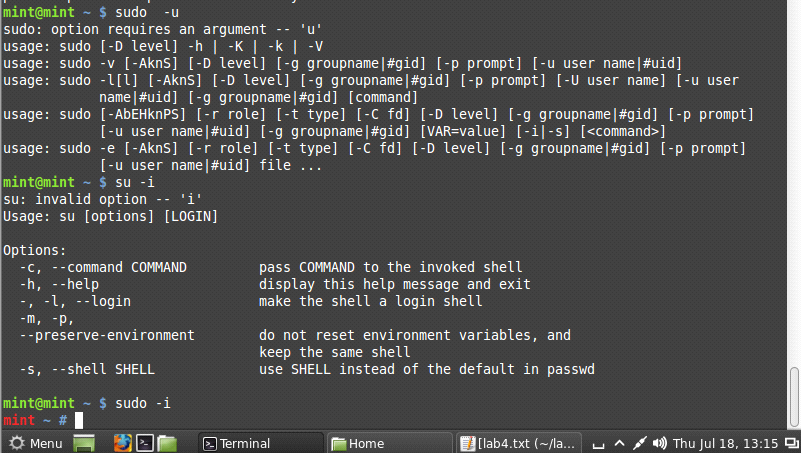 mint@mint ~ $ sudo  -u
sudo: option requires an argument -- 'u'
usage: sudo [-D level] -h | -K | -k | -V
usage: sudo -v [-AknS] [-D level] [-g groupname|#gid] [-p prompt] [-u user name|#uid]
usage: sudo -l[l] [-AknS] [-D level] [-g groupname|#gid] [-p prompt] [-U user name] [-u user
            name|#uid] [-g groupname|#gid] [command]
usage: sudo [-AbEHknPS] [-r role] [-t type] [-C fd] [-D level] [-g groupname|#gid] [-p prompt]
            [-u user name|#uid] [-g groupname|#gid] [VAR=value] [-i|-s] [<command>]
usage: sudo -e [-AknS] [-r role] [-t type] [-C fd] [-D level] [-g groupname|#gid] [-p prompt]
            [-u user name|#uid] file ...
mint@mint ~ $ su -i
su: invalid option -- 'i'
Usage: su [options] [LOGIN]
Options:
  -c, --command COMMAND         pass COMMAND to the invoked shell
  -h, --help                    display this help message and exit
  -, -l, --login                make the shell a login shell
  -m, -p,
  --preserve-environment        do not reset environment variables, and
                                keep the same shell
  -s, --shell SHELL             use SHELL instead of the default in passwd
mint@mint ~ $ sudo -i
mint ~ #
Menu Terminal Home [lab4.txt (~/la... Thu Jul 18, 13:15